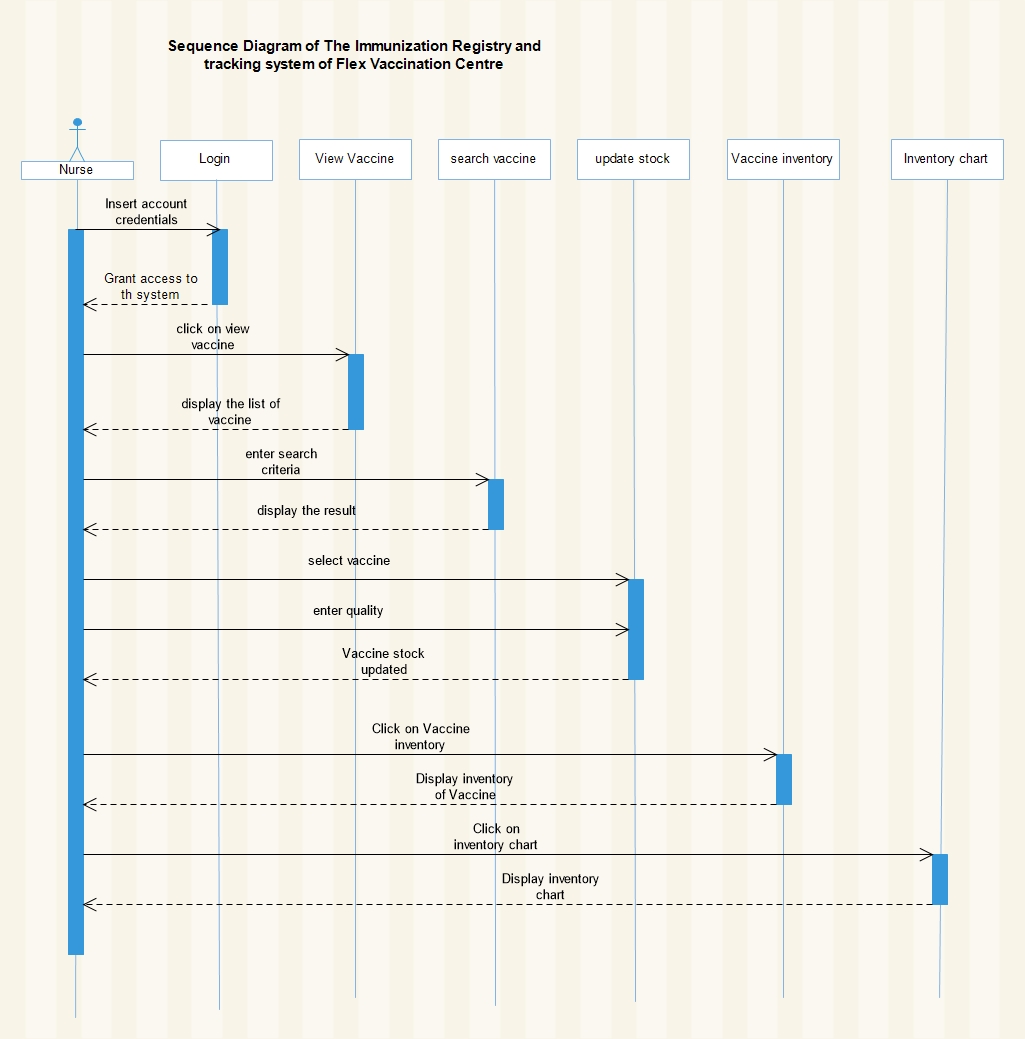 Sequence Diagram of The Immunization Registry and
tracking system of Flex Vaccination Centre
Nurse
Login
View Vaccine
search vaccine
update stock
Vaccine inventory
Inventory chart
Insert account
credentials
Grant access to
th system
click on view
vaccine
display the list of
vaccine
enter search
criteria
display the result
select vaccine
enter quality
Vaccine stock
updated
Click on Vaccine
inventory
Display inventory
of Vaccine
Click on
inventory chart
Display inventory
chart